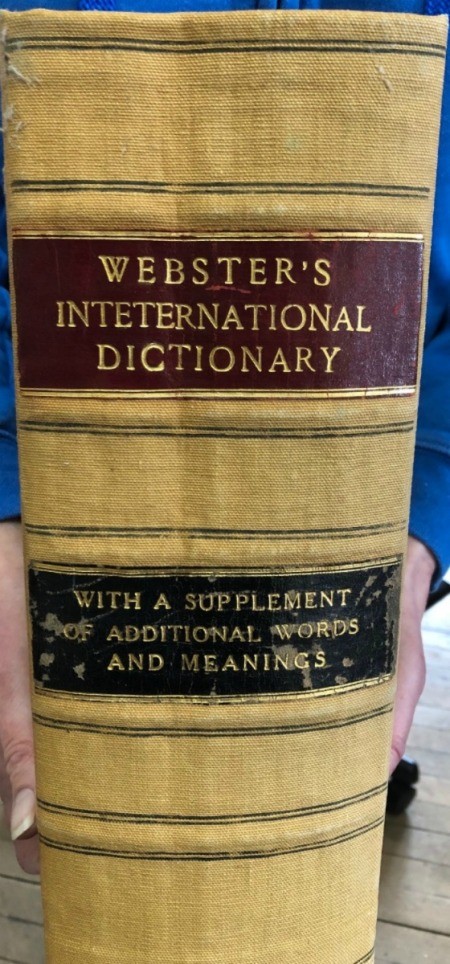 WEBSTER'S
INTETERNATIONAL
DICTIONARY
WITH A SUPPLEMENT
OF ADDITIONAL WORDS
AND MEANINGS